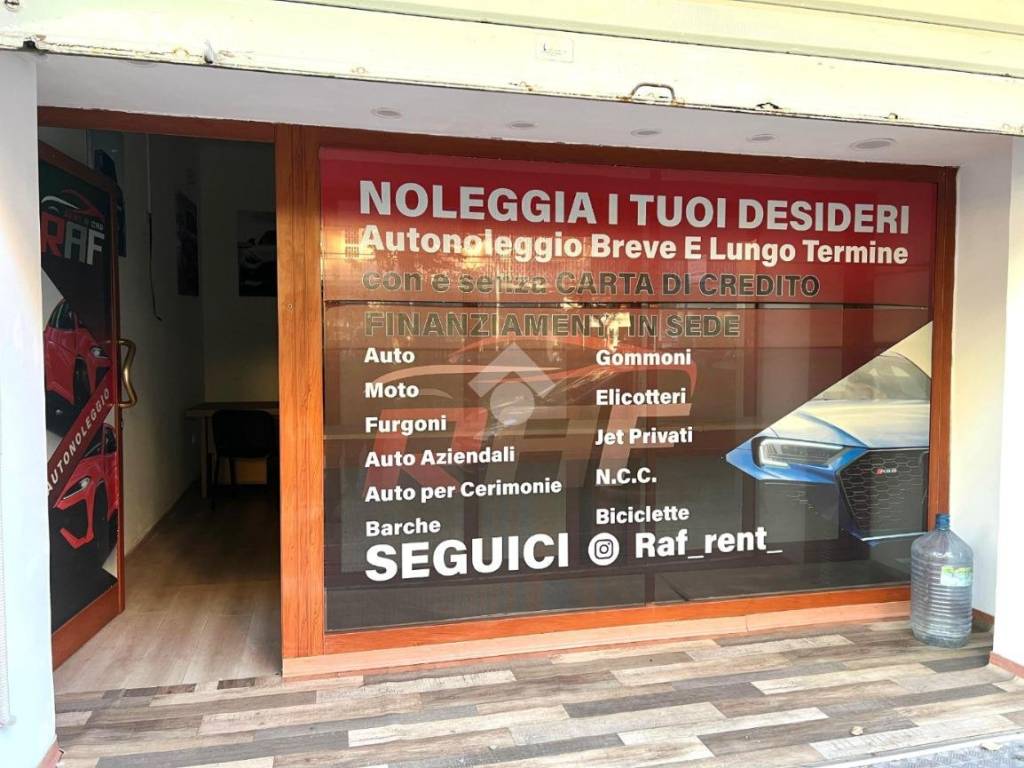 RAF
AUTONOLEGGIO
NOLEGGIA I TUOI DESIDERI
Autonoleggio Breve E Lungo Termine
con e senza CARTA DI CREDITO
FINANZIAMENTI IN SEDE
Auto
Moto
Furgoni
Auto Aziendali
Auto per Cerimonie
Barche
Gommoni
Elicotteri
Jet Privati
N.C.C.
Biciclette
RAF
SEGUICI Raf_rent_